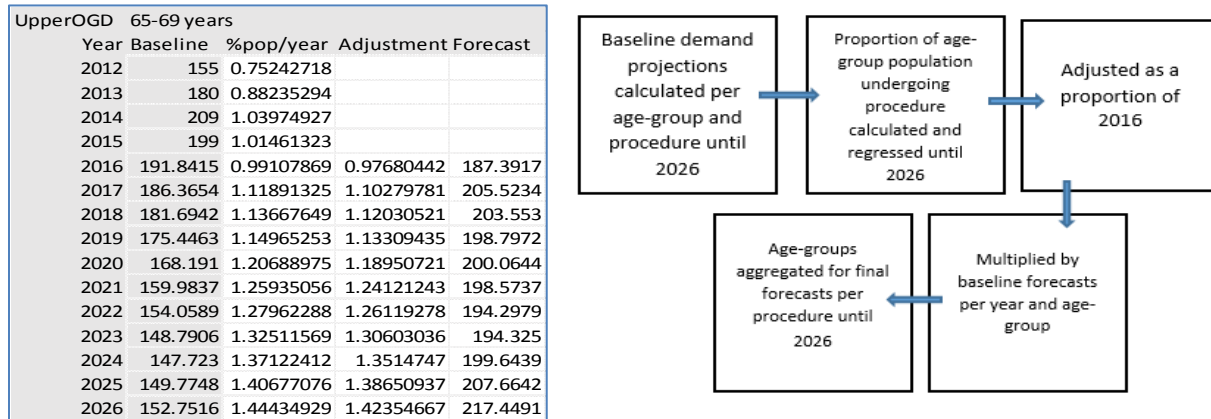 UpperOGD 65-69 years
Year Baseline %pop/year Adjustment Forecast
2012 155 0.75242718
2013 180 0.88235294
2014 209 1.03974927
2015 199 1.01461323
2016 191.8415 0.99107869 0.97680442 187.3917
2017 186.3654 1.11891325 1.10279781 205.5234
2018 181.6942 1.13667649 1.12030521 203.553
2019 175.4463 1.14965253 1.13309435 198.7972
2020 168.191 1.20688975 1.18950721 200.0644
2021 159.9837 1.25935056 1.24121243 198.5737
2022 154.0589 1.27962288 1.26119278 194.2979
2023 148.7906 1.32511569 1.30603036 194.325
2024 147.723 1.37122412 1.3514747 199.6439
2025 149.7748 1.40677076 1.38650937 207.6642
2026 152.7516 1.44434929 1.42354667 217.4491
Baseline demand
projections
calculated per
age-group and
procedure until
2026
Proportion of age-
group population
undergoing
procedure
calculated and
regressed until
2026
Adjusted as a
proportion of
2016
Multiplied by
baseline forecasts
per year and age-
group
Age-groups
aggregated for final
forecasts per
procedure until
2026